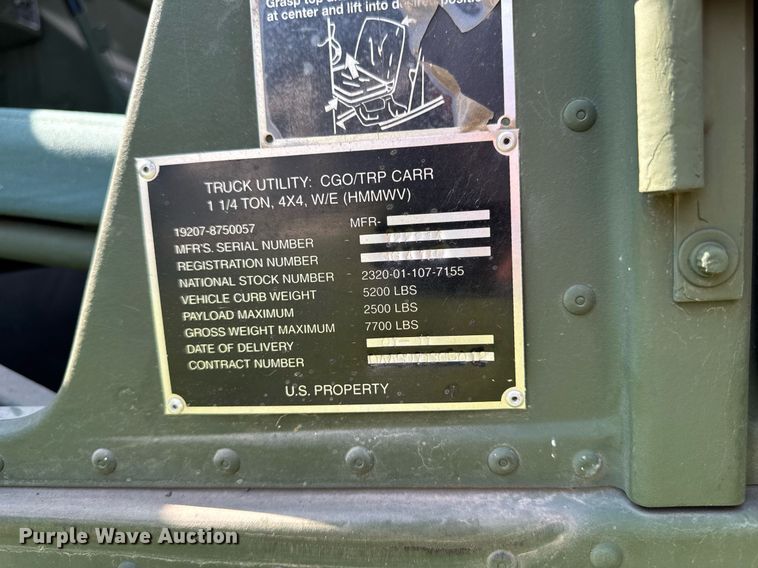 Grasp top
at center and lift into desired position
TRUCK UTILITY: CGO/TRP CARR
1 1/4 TON, 4X4, W/E (HMMWV)
19207-8750057 MFR-
MFR'S. SERIAL NUMBER
REGISTRATION NUMBER
NATIONAL STOCK NUMBER 2320-01-107-7155
VEHICLE CURB WEIGHT 5200 LBS
PAYLOAD MAXIMUM 2500 LBS
GROSS WEIGHT MAXIMUM 7700 LBS
DATE OF DELIVERY
CONTRACT NUMBER
U.S. PROPERTY
Purple Wave Auction